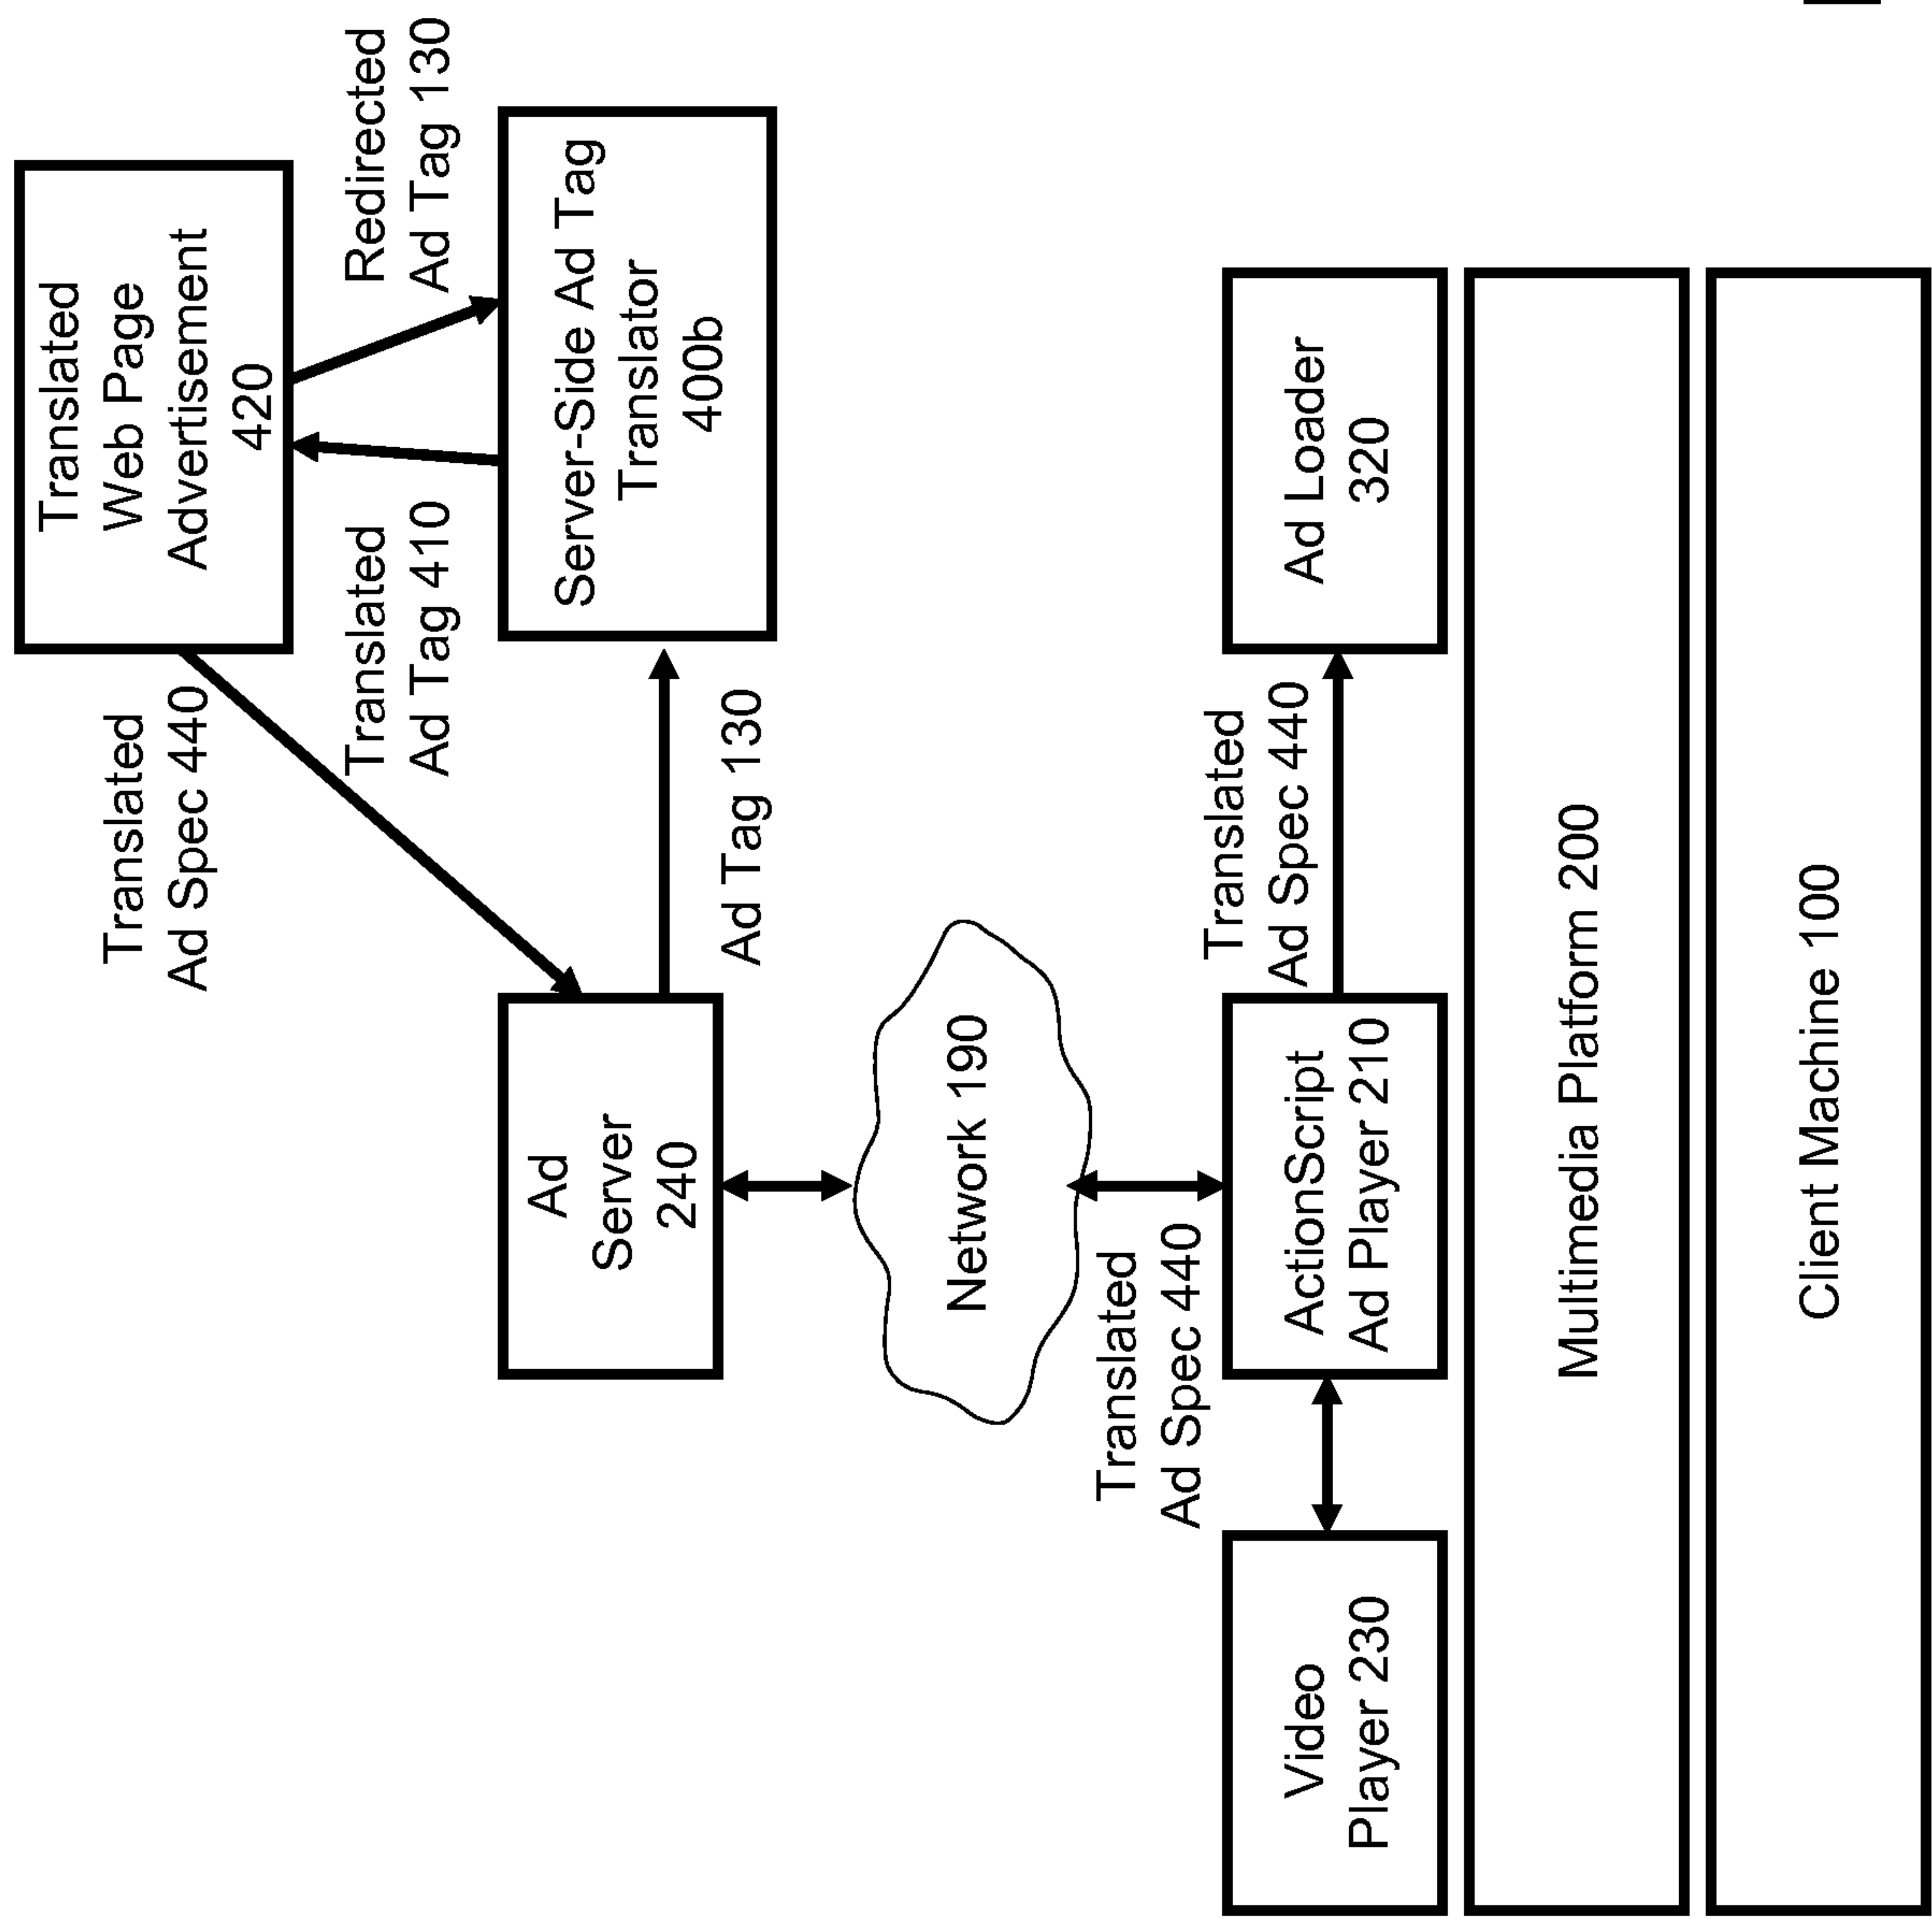 Translated
Web Page
Advertisement
420
Translated
Ad Spec 440
Translated
Ad Tag 410
Redirected
Ad Tag 130
Ad
Server
240
Ad Tag 130
Server-Side Ad Tag
Translator
400b
Network 190
Translated
Ad Spec 440
Translated
Ad Spec 440
Video
Player 230
ActionScript
Ad Player 210
Ad Loader
320
Multimedia Platform 200
Client Machine 100